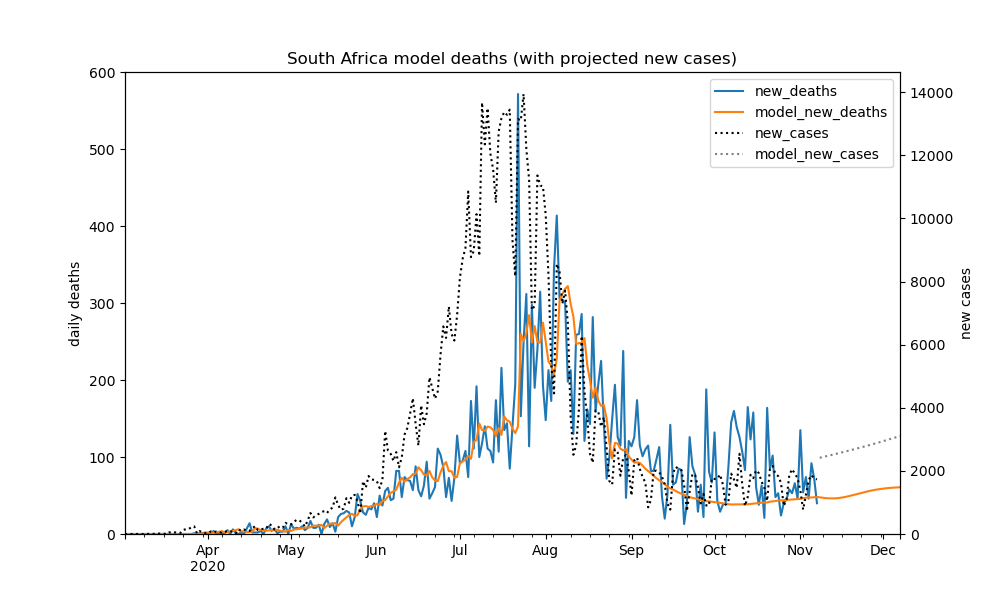 South Africa model deaths (with projected new cases)
600
500
400
300
200
100
0
daily deaths
14000
12000
10000
8000
6000
4000
2000
0
new cases
new_deaths
model_new_deaths
new_cases
model_new_cases
Apr May Jun Jul Aug Sep Oct Nov Dec
2020